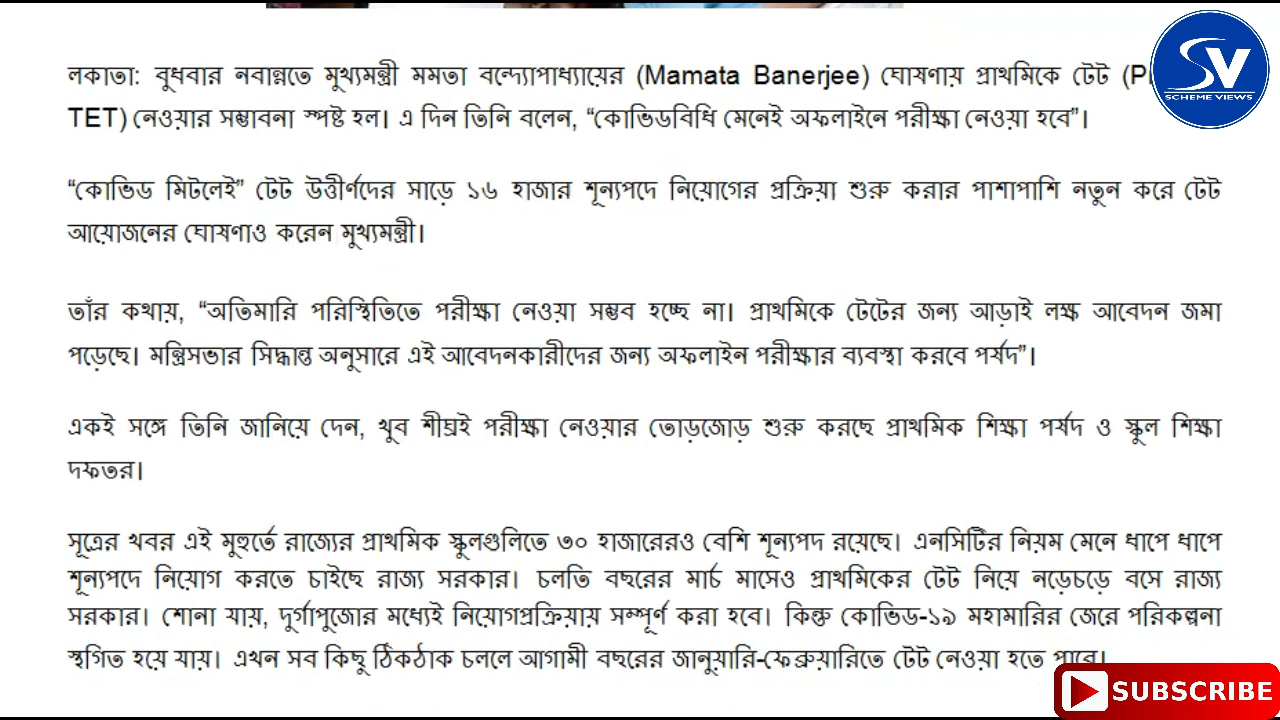 লকাতা: বুধবার নবান্নতে মুখ্যমন্ত্রী মমতা বন্দ্যোপাধ্যায়ের (Mamata Banerjee) ঘোষণায় প্রাথমিকে টেট
TET) নেওয়ার সম্ভাবনা স্পষ্ট হল। এ দিন তিনি বলেন, “কোভিডবিধি মেনেই অফলাইনে পরীক্ষা নেওয়া হবে”।
“কোভিড মিটলেই” টেট উত্তীর্ণদের সাড়ে ১৬ হাজার শূন্যপদে নিয়োগের প্রক্রিয়া শুরু করার পাশাপাশি নতুন করে টেট
আয়োজনের ঘোষণাও করেন মুখ্যমন্ত্রী।
তাঁর কথায়, “অতিমারি পরিস্থিতিতে পরীক্ষা নেওয়া সম্ভব হচ্ছে না। প্রাথমিকে টেটের জন্য আড়াই লক্ষ আবেদন জমা
পড়েছে। মন্ত্রিসভার সিদ্ধান্ত অনুসারে এই আবেদনকারীদের জন্য অফলাইন পরীক্ষার ব্যবস্থা করবে পর্ষদ”।
একই সঙ্গে তিনি জানিয়ে দেন, খুব শীঘ্রই পরীক্ষা নেওয়ার তোড়জোড় শুরু করছে প্রাথমিক শিক্ষা পর্ষদ ও স্কুল শিক্ষা
দফতর।
সূত্রের খবর এই মুহুর্তে রাজ্যের প্রাথমিক স্কুলগুলিতে ৩০ হাজারেরও বেশি শূন্যপদ রয়েছে। এনসিটির নিয়ম মেনে ধাপে ধাপে
শূন্যপদে নিয়োগ করতে চাইছে রাজ্য সরকার। চলতি বছরের মার্চ মাসেও প্রাথমিকের টেট নিয়ে নড়েচড়ে বসে রাজ্য
সরকার। শোনা যায়, দুর্গাপুজোর মধ্যেই নিয়োগপ্রক্রিয়ায় সম্পূর্ণ করা হবে। কিন্তু কোভিড-১৯ মহামারির জেরে পরিকল্পনা
স্থগিত হয়ে যায়। এখন সব কিছু ঠিকঠাক চললে আগামী বছরের জানুয়ারি-ফেব্রুয়ারিতে টেট নেওয়া হতে পারে।
SV
SCHEME VIEWS
SUBSCRIBE